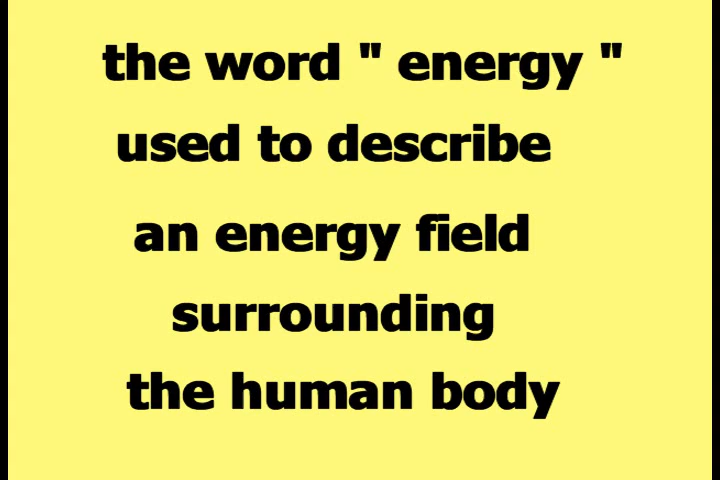 the word " energy "
used to describe
an energy field
surrounding
the human body